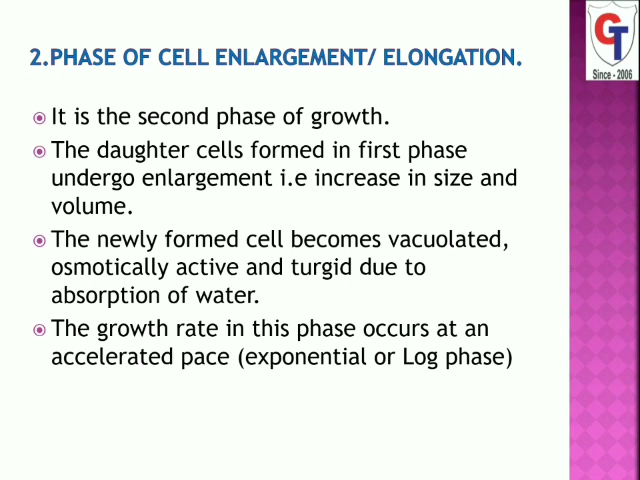 2.PHASE OF CELL ENLARGEMENT/ ELONGATION.
GT
Since - 2006
It is the second phase of growth.
The daughter cells formed in first phase
undergo enlargement i.e increase in size and
volume.
The newly formed cell becomes vacuolated,
osmotically active and turgid due to
absorption of water.
The growth rate in this phase occurs at an
accelerated pace (exponential or Log phase)